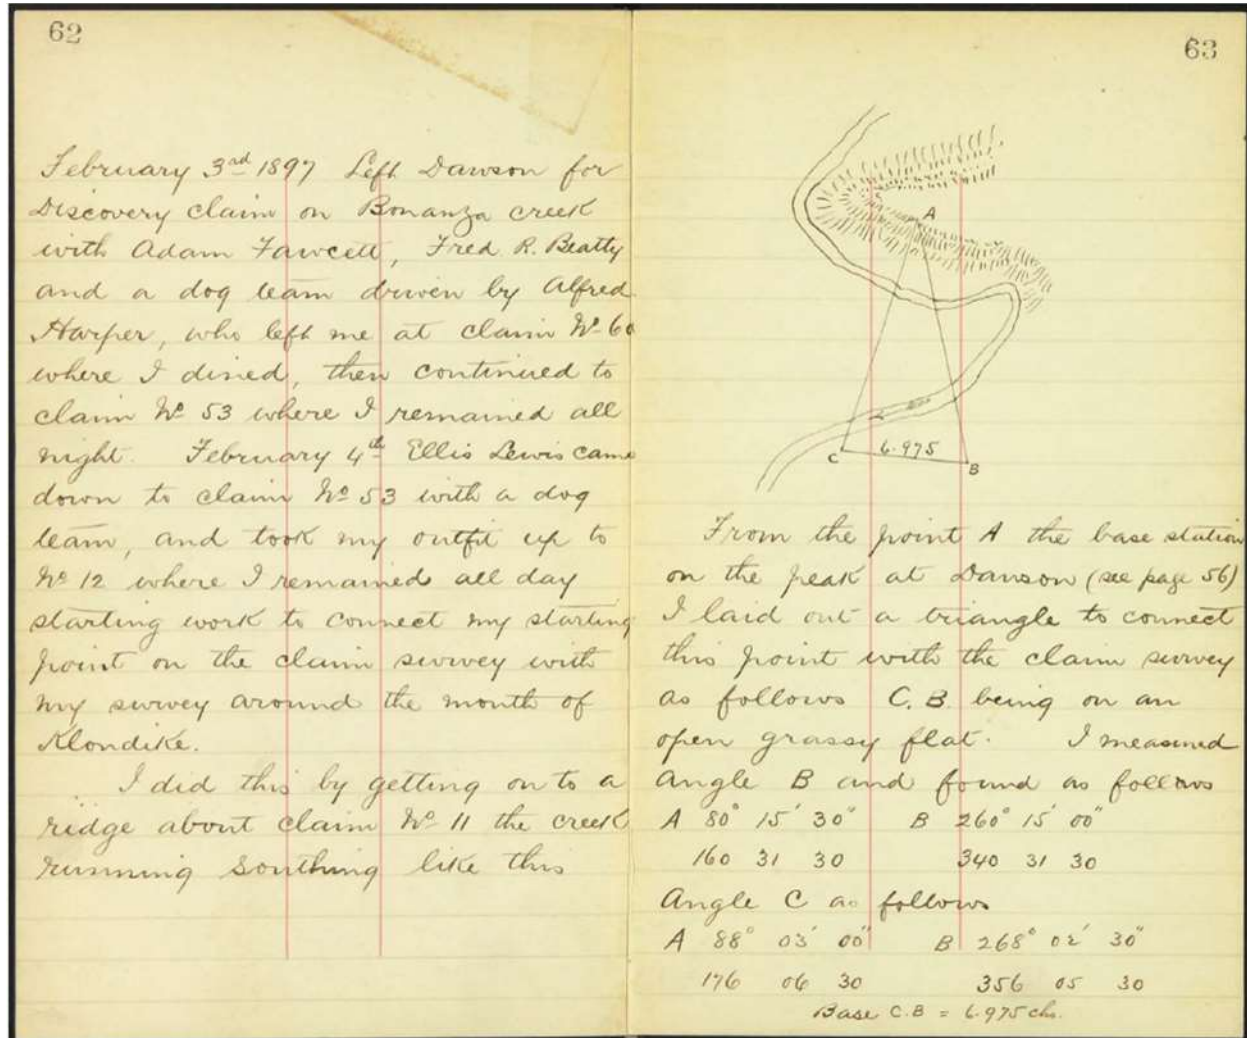 62
February 3rd 1897 Left Dawson for
Discovery claim on Bonanza creek
with Adam Fawcett, Fred R. Beatty
and a dog team driven by Alfred
Harper, who left me at claim No 60
where I dined, then continued to
claim No 53 where I remained all
night. February 4th Ellis Lewis came
down to claim No 53 with a dog
team, and took my outfit up to
No 12 where I remained all day
starting work to connect my starting
point on the claim survey with
my survey around the mouth of
Klondike.
I did this by getting on to a
ridge about claim No 11 the creek
running somthing like this
63
A
C 6.975 B
From the point A the base station
on the peak at Dawson (see page 56)
I laid out a triangle to connect
this point with the claim survey
as follows C.B. being on an
open grassy flat. I measured
Angle B and found as follows
A 80° 15' 30" B 260° 15' 00"
160 31 30 340 31 30
Angle C as follows
A 88° 03' 00" B 268° 02' 30"
176 06 30 356 05 30
Base C.B = 6.975 chs.